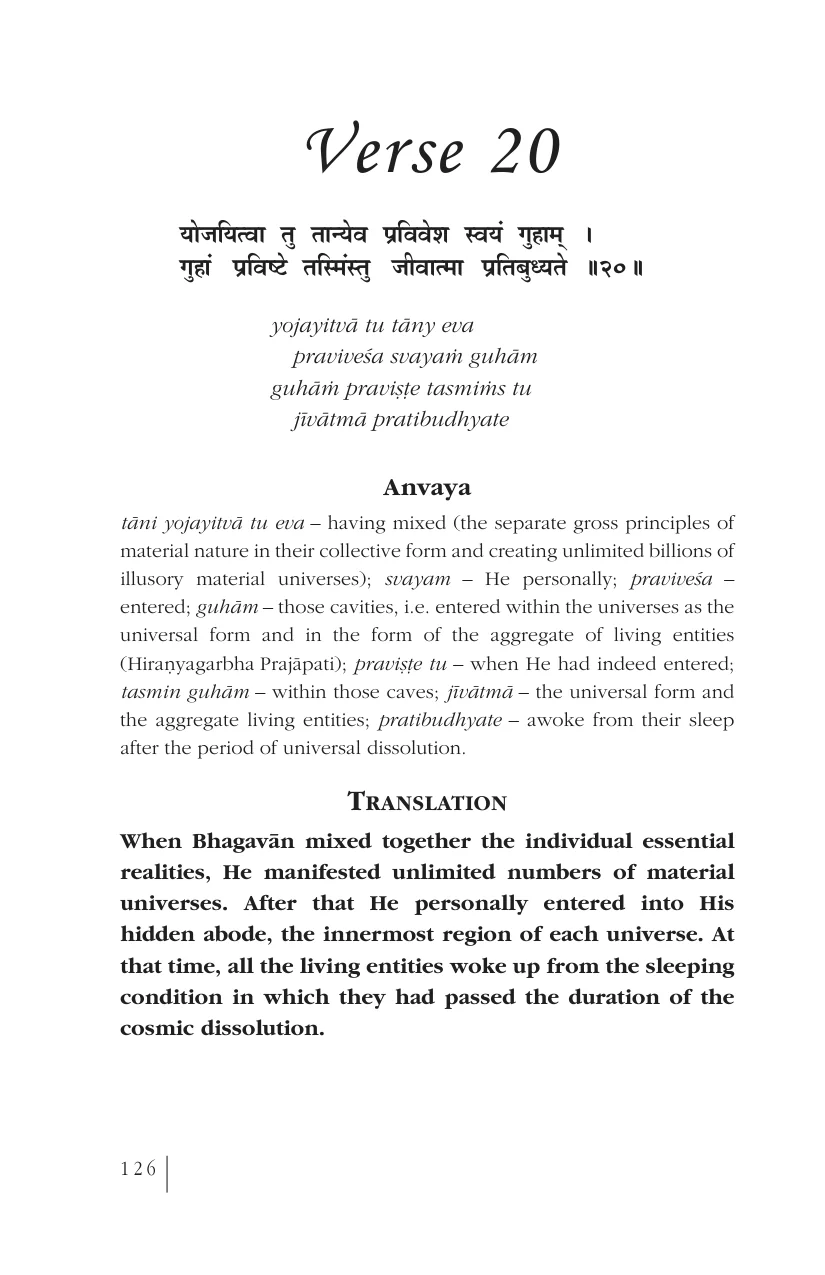 Verse 20
योजयित्वा तु तान्येव प्रविवेश स्वयं गुहाम् ।
गुहां प्रविष्टे तस्मिंस्तु जीवात्मा प्रतिबुध्यते ॥२०॥
yojayitvā tu tāny eva
praviveśa svayaṁ guhām
guhāṁ praviṣṭe tasmiṁs tu
jīvātmā pratibudhyate
Anvaya
tāni yojayitvā tu eva – having mixed (the separate gross principles of
material nature in their collective form and creating unlimited billions of
illusory material universes); svayam – He personally; praviveśa –
entered; guhām – those cavities, i.e. entered within the universes as the
universal form and in the form of the aggregate of living entities
(Hiraṇyagarbha Prajāpati); praviṣṭe tu – when He had indeed entered;
tasmin guhām – within those caves; jīvātmā – the universal form and
the aggregate living entities; pratibudhyate – awoke from their sleep
after the period of universal dissolution.
TRANSLATION
When Bhagavān mixed together the individual essential
realities, He manifested unlimited numbers of material
universes. After that He personally entered into His
hidden abode, the innermost region of each universe. At
that time, all the living entities woke up from the sleeping
condition in which they had passed the duration of the
cosmic dissolution.
126